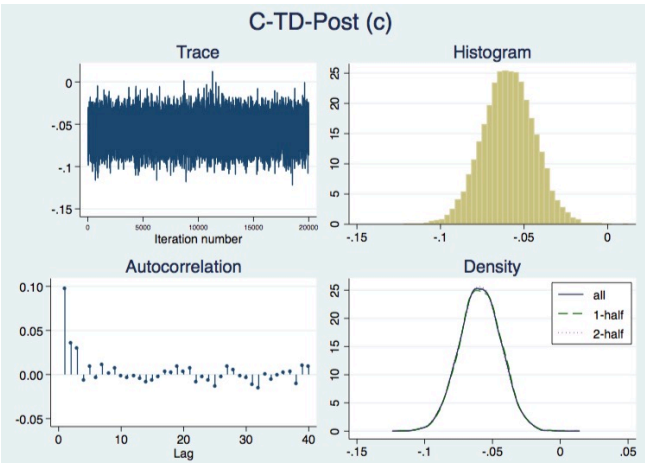 C-TD-Post (c)
Trace
Histogram
0
-.05
-.1
-.15
0 5000 10000 15000 20000
Iteration number
25
20
15
10
5
0
-.15 -.1 -.05 0
Autocorrelation
Density
0.10
0.05
0.00
-0.05
0 10 20 30 40
Lag
25
20
15
10
5
0
all
1-half
2-half
-.15 -.1 -.05 0 -.15